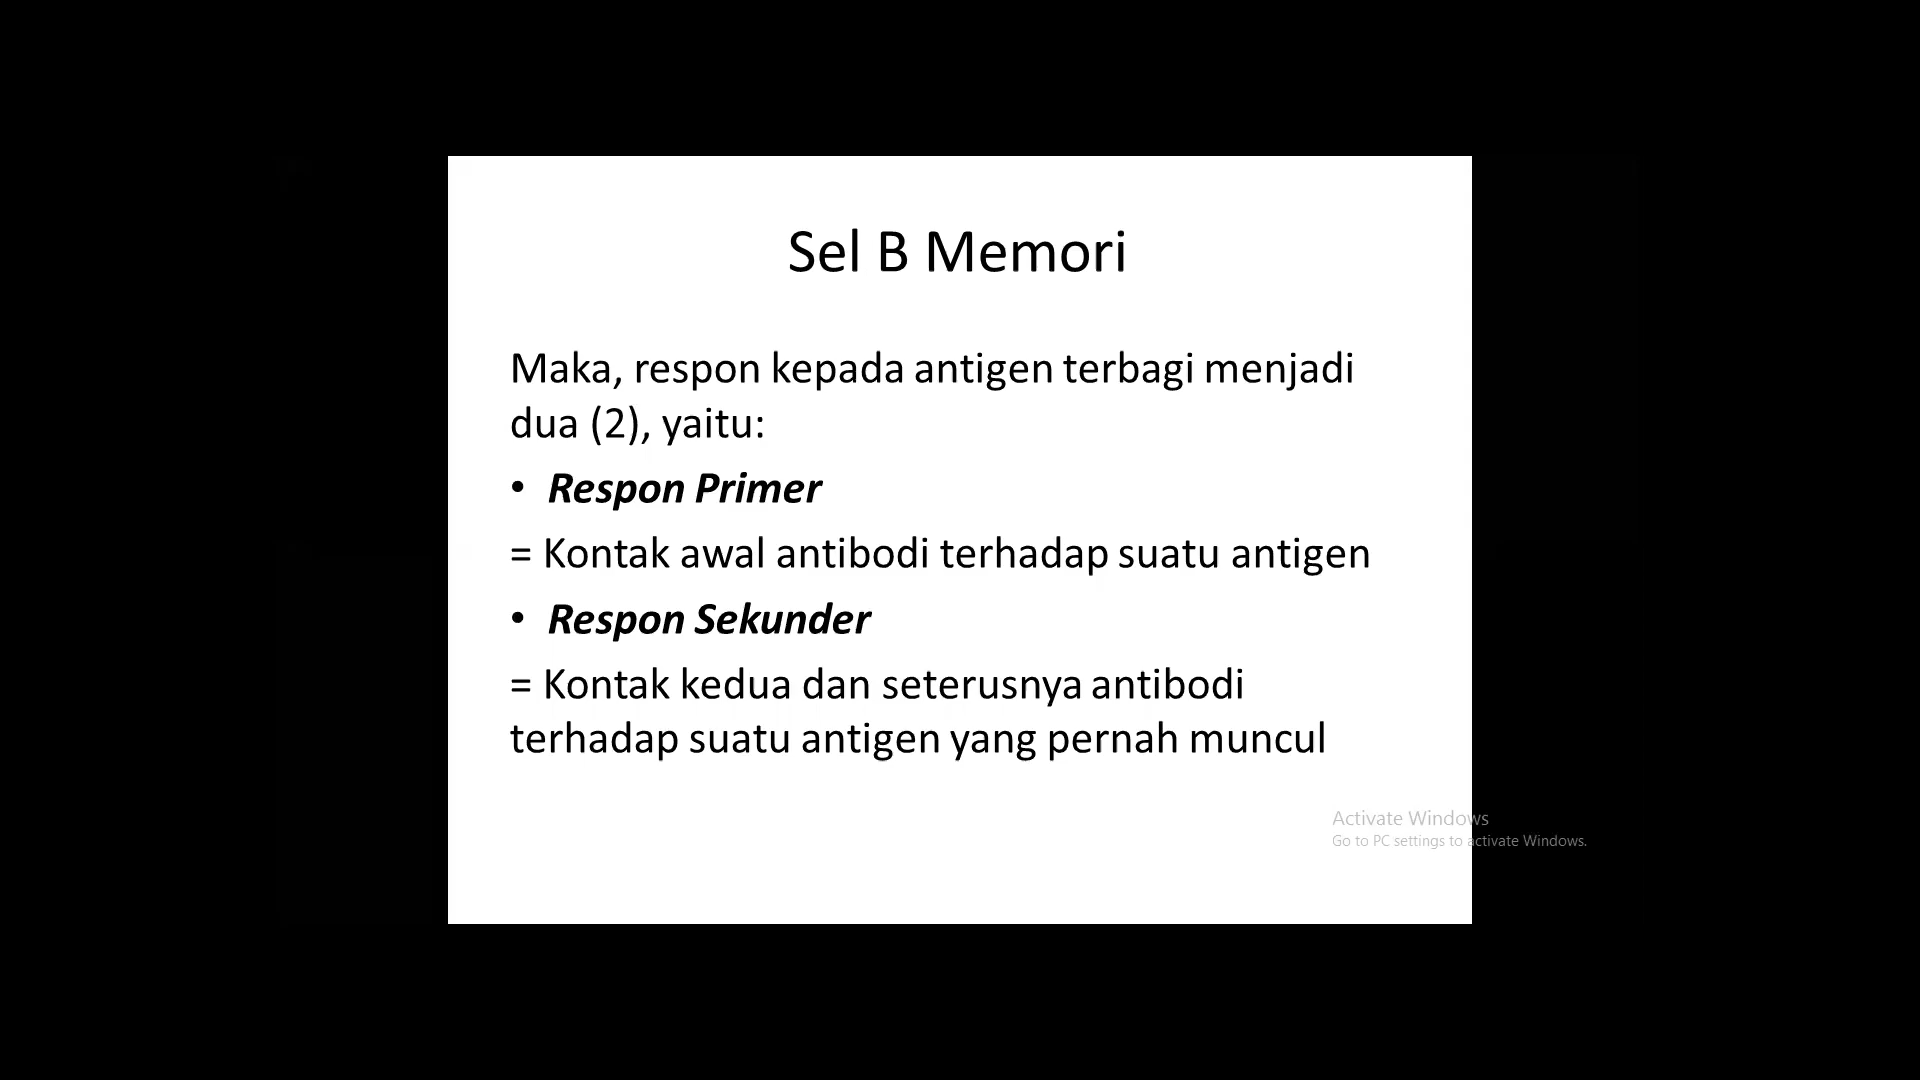 Sel B Memori
Maka, respon kepada antigen terbagi menjadi
dua (2), yaitu:
• Respon Primer
= Kontak awal antibodi terhadap suatu antigen
• Respon Sekunder
= Kontak kedua dan seterusnya antibodi
terhadap suatu antigen yang pernah muncul
Activate Windows
Go to PC settings to activate Windows.